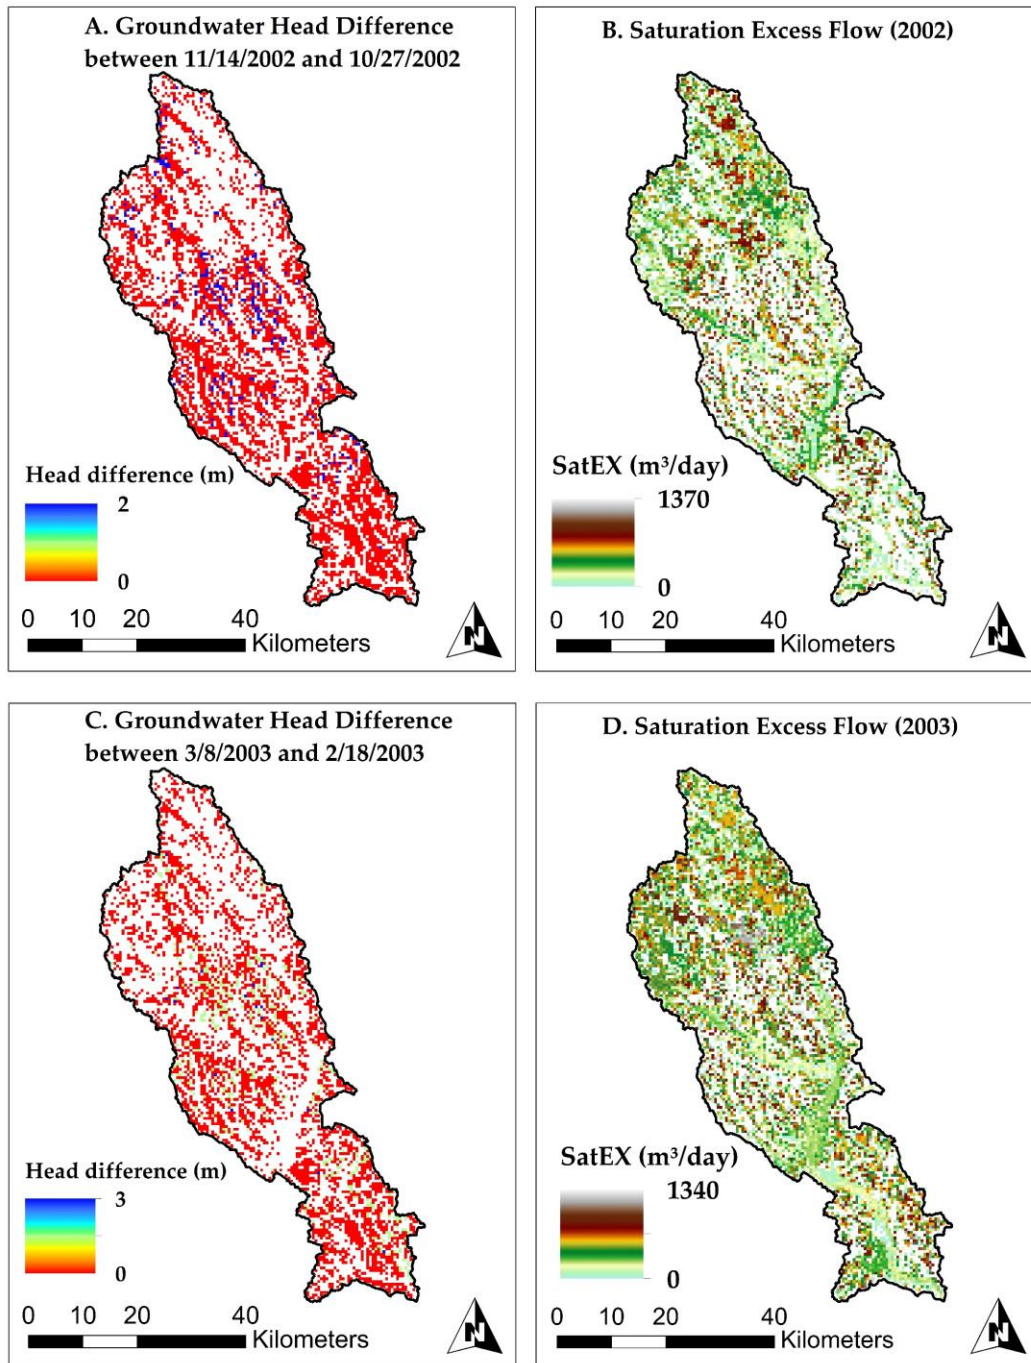 A. Groundwater Head Difference
between 11/14/2002 and 10/27/2002
Head difference (m)
2
0
0 10 20 40
Kilometers
N
B. Saturation Excess Flow (2002)
SatEX (m³/day)
1370
0
0 10 20 40
Kilometers
N
C. Groundwater Head Difference
between 3/8/2003 and 2/18/2003
Head difference (m)
3
0
0 10 20 40
Kilometers
N
D. Saturation Excess Flow (2003)
SatEX (m³/day)
1340
0
0 10 20 40
Kilometers
N